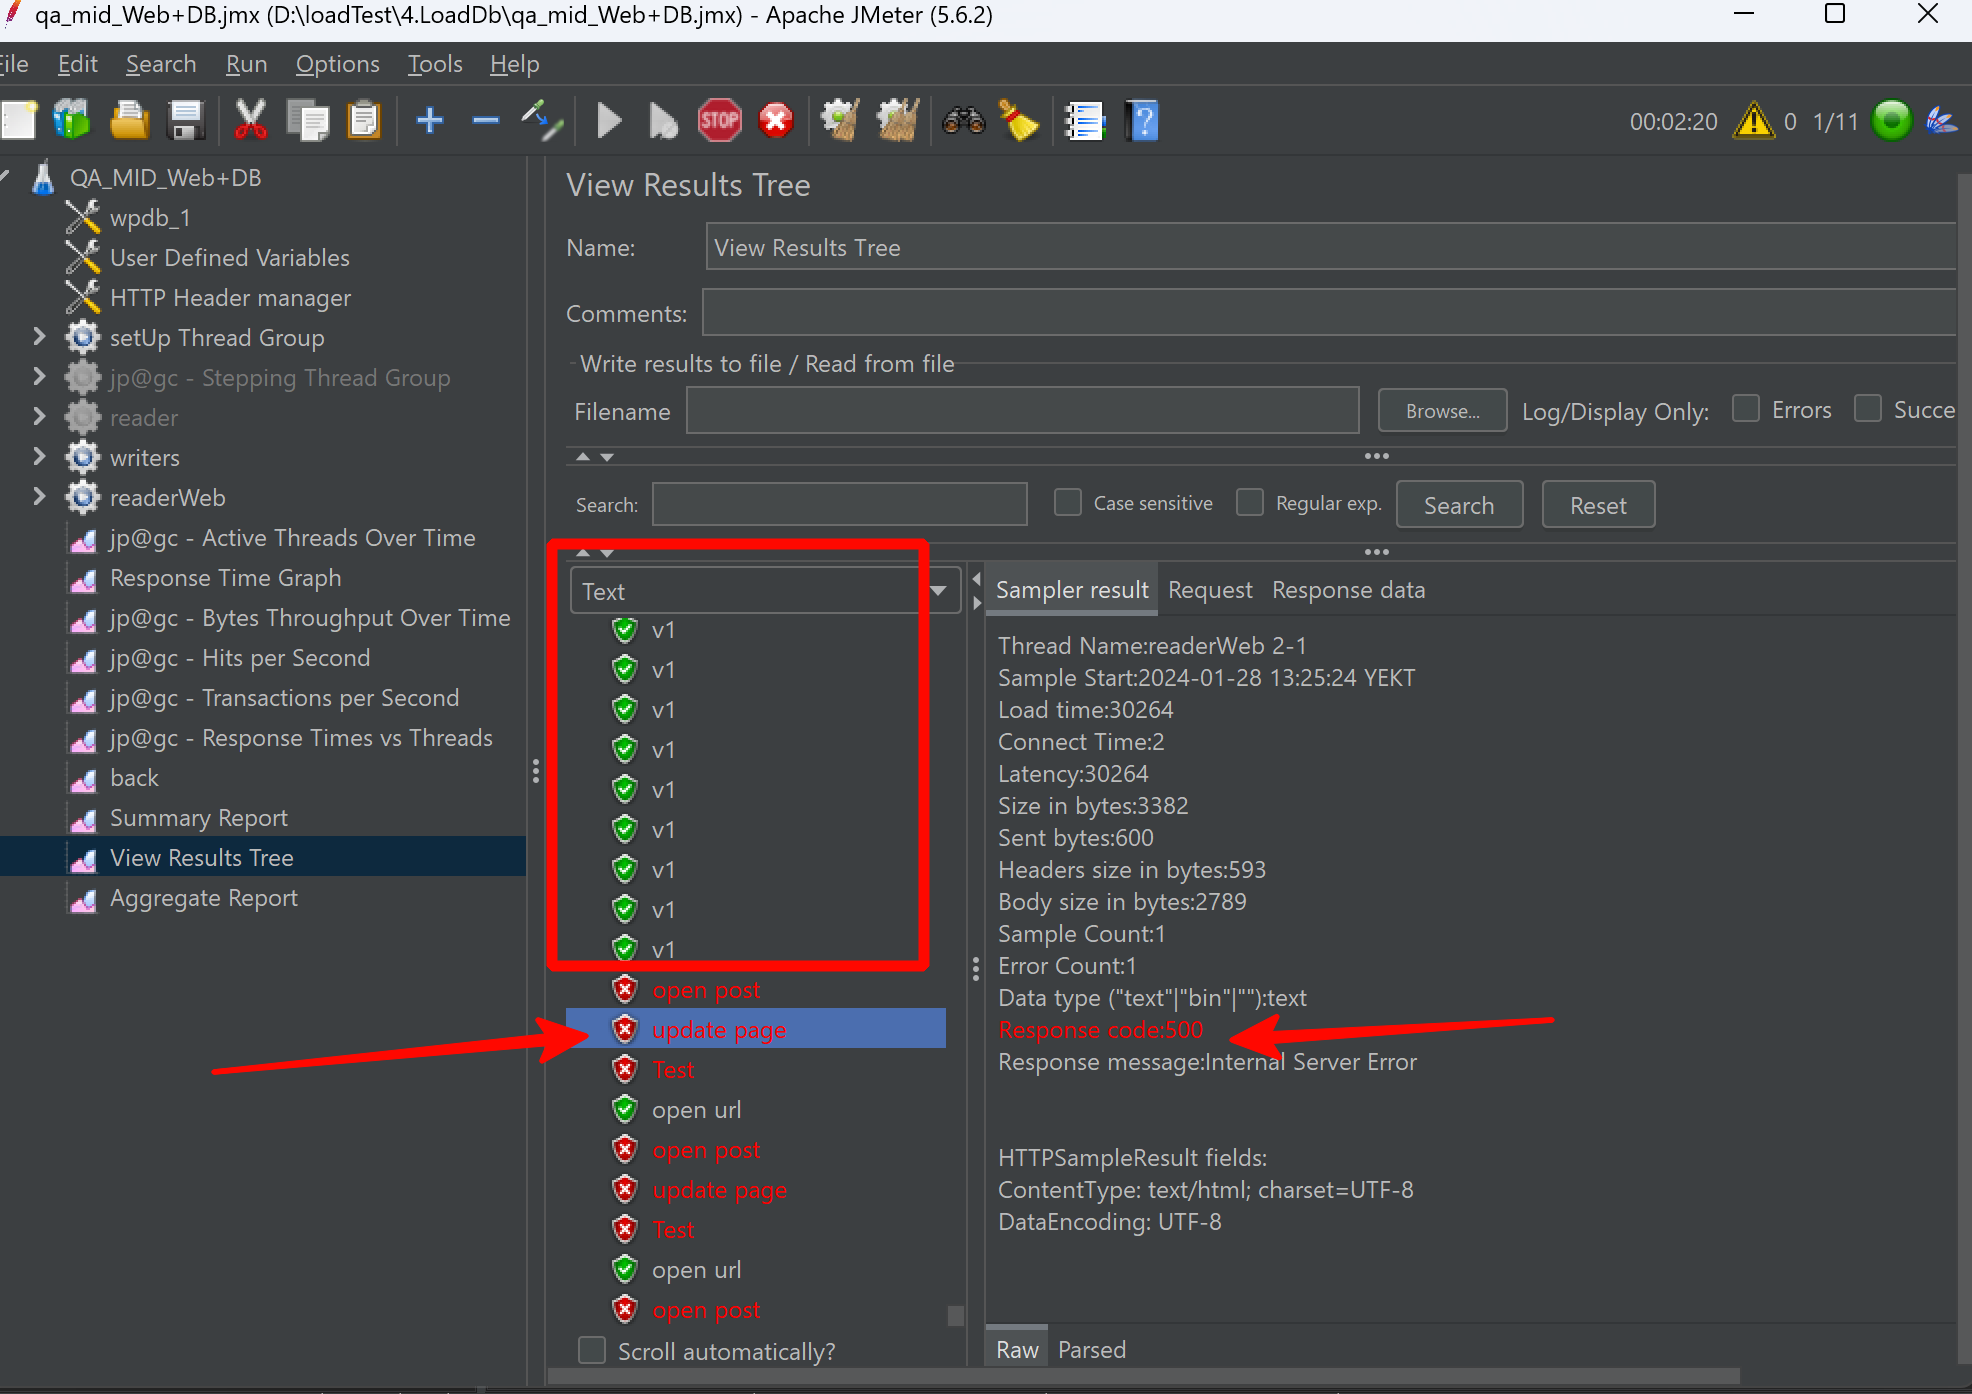 qa_mid_Web+DB.jmx (D:\loadTest\4.LoadDb\qa_mid_Web+DB.jmx) - Apache JMeter (5.6.2)
File Edit Search Run Options Tools Help
STOP
00:02:20 0 1/11
QA_MID_Web+DB
wpdb_1
User Defined Variables
HTTP Header manager
setUp Thread Group
jp@gc - Stepping Thread Group
reader
writers
readerWeb
jp@gc - Active Threads Over Time
Response Time Graph
jp@gc - Bytes Throughput Over Time
jp@gc - Hits per Second
jp@gc - Transactions per Second
jp@gc - Response Times vs Threads
back
Summary Report
View Results Tree
Aggregate Report
View Results Tree
Name: View Results Tree
Comments:
Write results to file / Read from file
Filename Browse... Log/Display Only: Errors Succe
Search: Case sensitive Regular exp. Search Reset
Text
v1
v1
v1
v1
v1
v1
v1
v1
v1
open post
update page
Test
open url
open post
update page
Test
open url
open post
Scroll automatically?
Sampler result Request Response data
Thread Name:readerWeb 2-1
Sample Start:2024-01-28 13:25:24 YEKT
Load time:30264
Connect Time:2
Latency:30264
Size in bytes:3382
Sent bytes:600
Headers size in bytes:593
Body size in bytes:2789
Sample Count:1
Error Count:1
Data type ("text"|"bin"|""):text
Response code:500
Response message:Internal Server Error
HTTPSampleResult fields:
ContentType: text/html; charset=UTF-8
DataEncoding: UTF-8
Raw Parsed